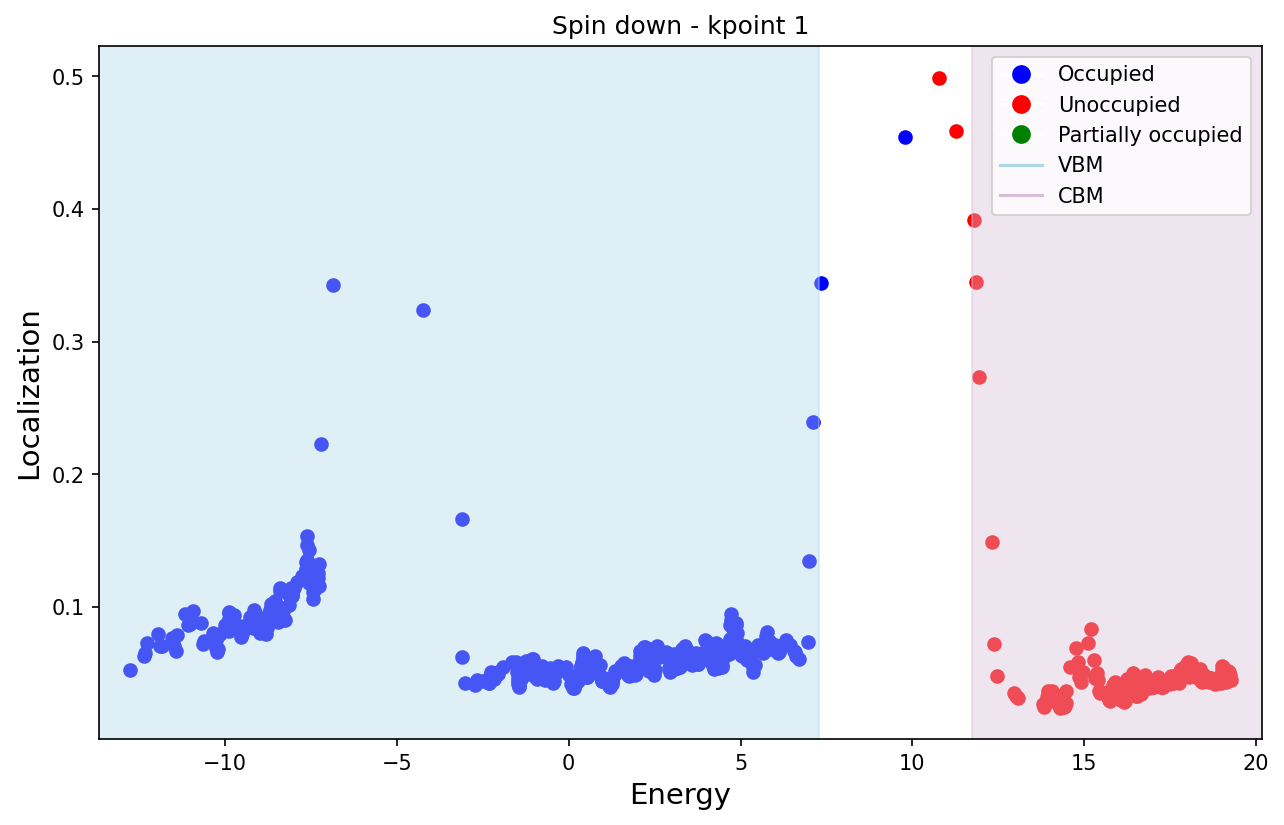 Spin down - kpoint 1
Localization
0.5
0.4
0.3
0.2
0.1
Occupied
Unoccupied
Partially occupied
VBM
CBM
−10
−5
0
5
10
15
20
Energy